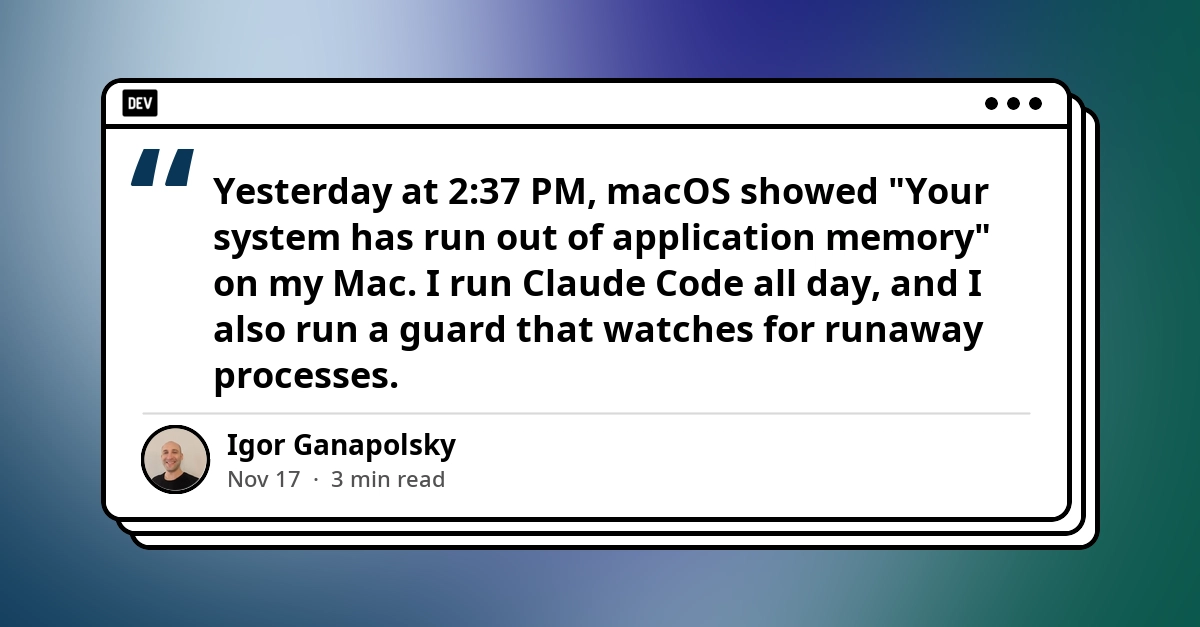 DEV
Yesterday at 2:37 PM, macOS showed "Your
system has run out of application memory"
on my Mac. I run Claude Code all day, and I
also run a guard that watches for runaway
processes.
Igor Ganapolsky
Nov 17 · 3 min read